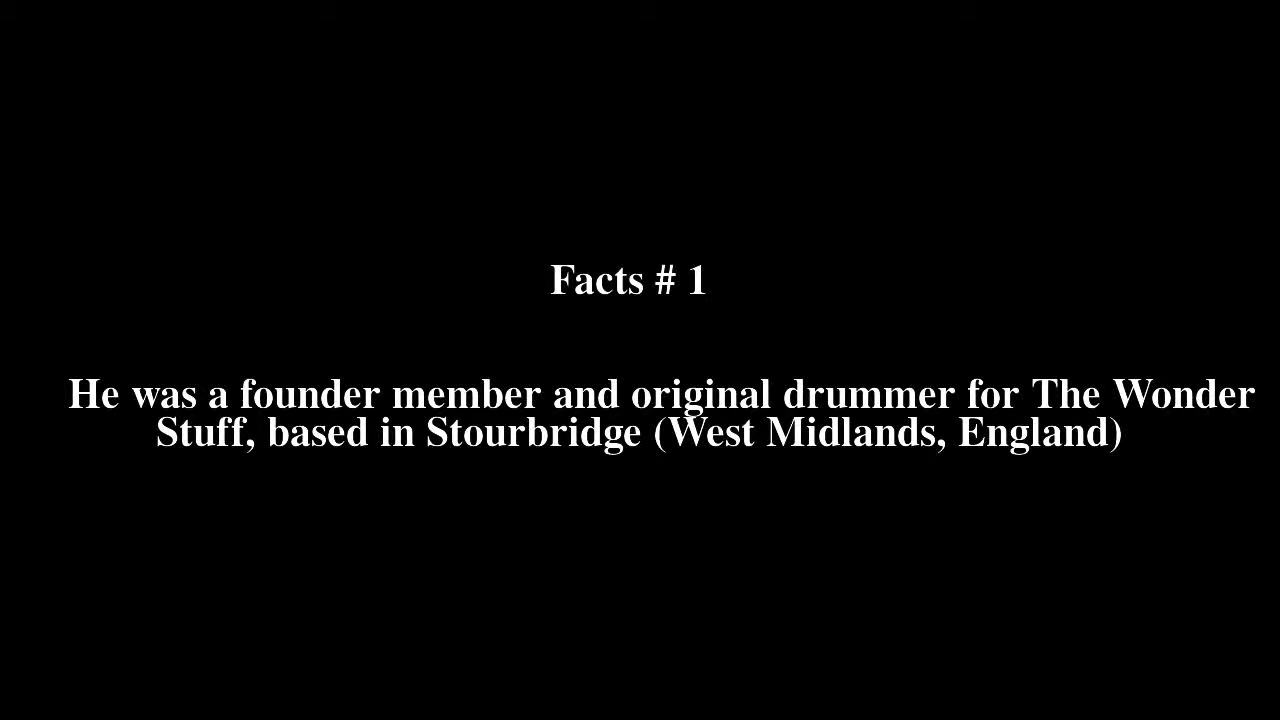 Facts # 1
He was a founder member and original drummer for The Wonder
Stuff, based in Stourbridge (West Midlands, England)